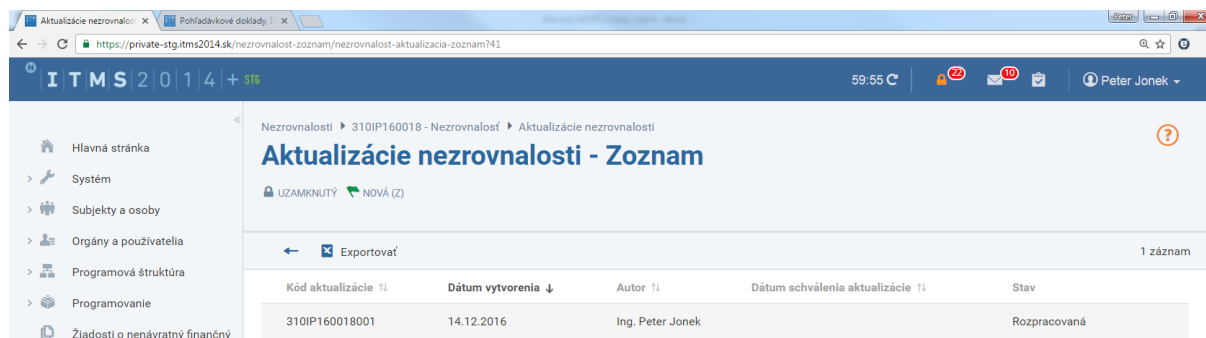 Aktualizácie nezrovnalos
Pohľadávkové doklady, I
Peter
https://private-stg.itms2014.sk/nezrovnalost-zoznam/nezrovnalost-aktualizacia-zoznam?41
ITMS2014+ STG
59:55
22
10
Peter Jonek
Nezrovnalosti 310IP160018 - Nezrovnalosť Aktualizácie nezrovnalosti
Aktualizácie nezrovnalosti - Zoznam
UZAMKNUTÝ NOVÁ (Z)
Hlavná stránka
Systém
Subjekty a osoby
Orgány a používatelia
Programová štruktúra
Programovanie
Žiadosti o nenávratný finančný
Exportovať
1 záznam
Kód aktualizácie Dátum vytvorenia Autor Dátum schválenia aktualizácie Stav
310IP160018001 14.12.2016 Ing. Peter Jonek Rozpracovaná